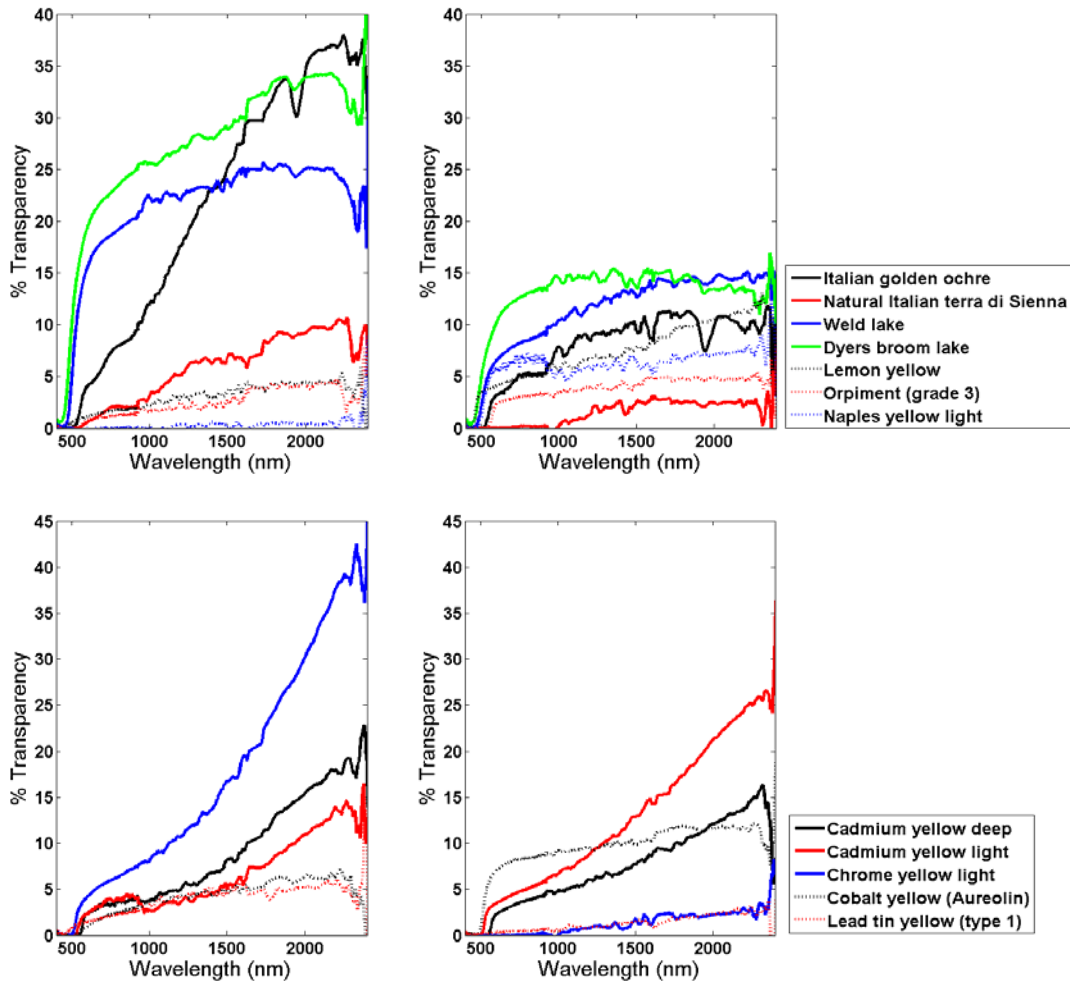 40
35
30
25
20
15
10
5
0
% Transparency
500 1000 1500 2000
Wavelength (nm)
40
35
30
25
20
15
10
5
0
% Transparency
500 1000 1500 2000
Wavelength (nm)
Italian golden ochre
Natural Italian terra di Sienna
Weld lake
Dyers broom lake
Lemon yellow
Orpiment (grade 3)
Naples yellow light
45
40
35
30
25
20
15
10
5
0
% Transparency
500 1000 1500 2000
Wavelength (nm)
45
40
35
30
25
20
15
10
5
0
% Transparency
500 1000 1500 2000
Wavelength (nm)
Cadmium yellow deep
Cadmium yellow light
Chrome yellow light
Cobalt yellow (Aureolin)
Lead tin yellow (type 1)